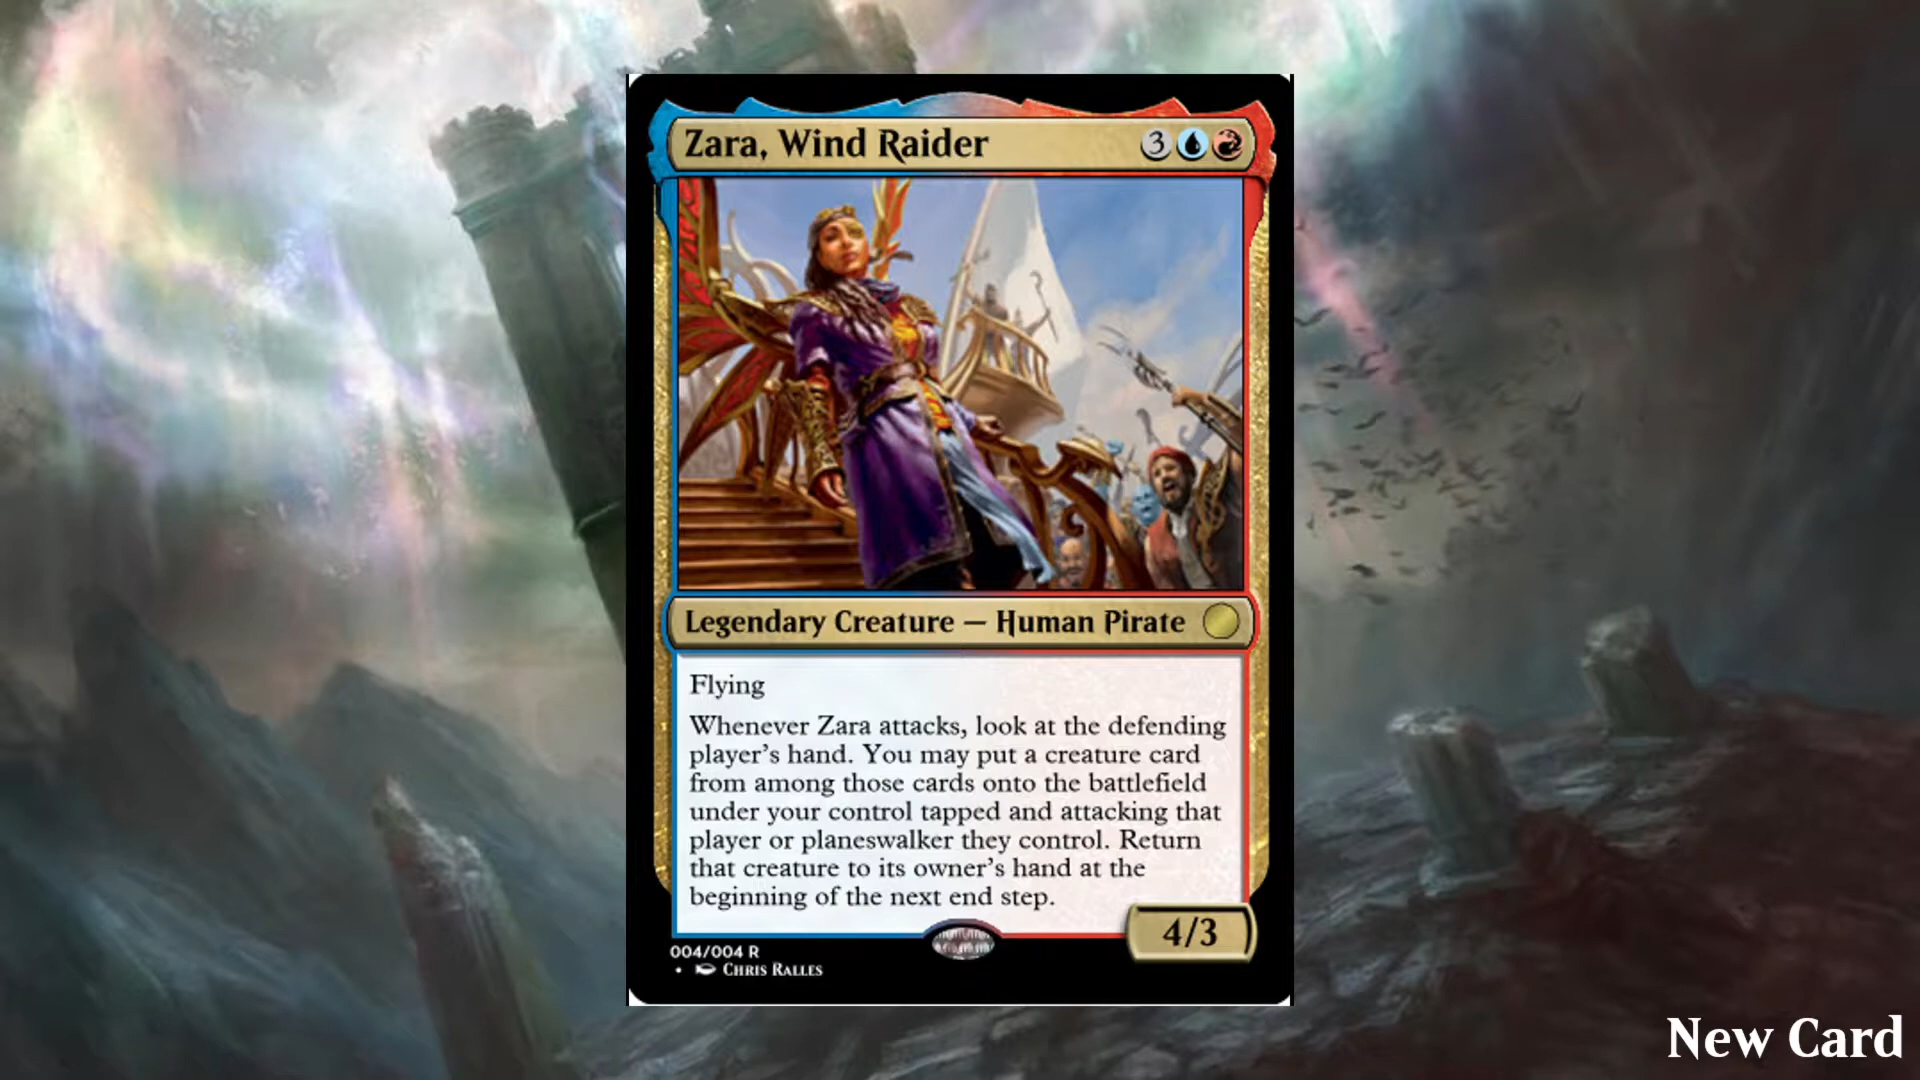 Zara, Wind Raider 3
Legendary Creature — Human Pirate
Flying
Whenever Zara attacks, look at the defending
player's hand. You may put a creature card
from among those cards onto the battlefield
under your control tapped and attacking that
player or planeswalker they control. Return
that creature to its owner's hand at the
beginning of the next end step.
4/3
004/004 R
• Chris Ralles
New Card